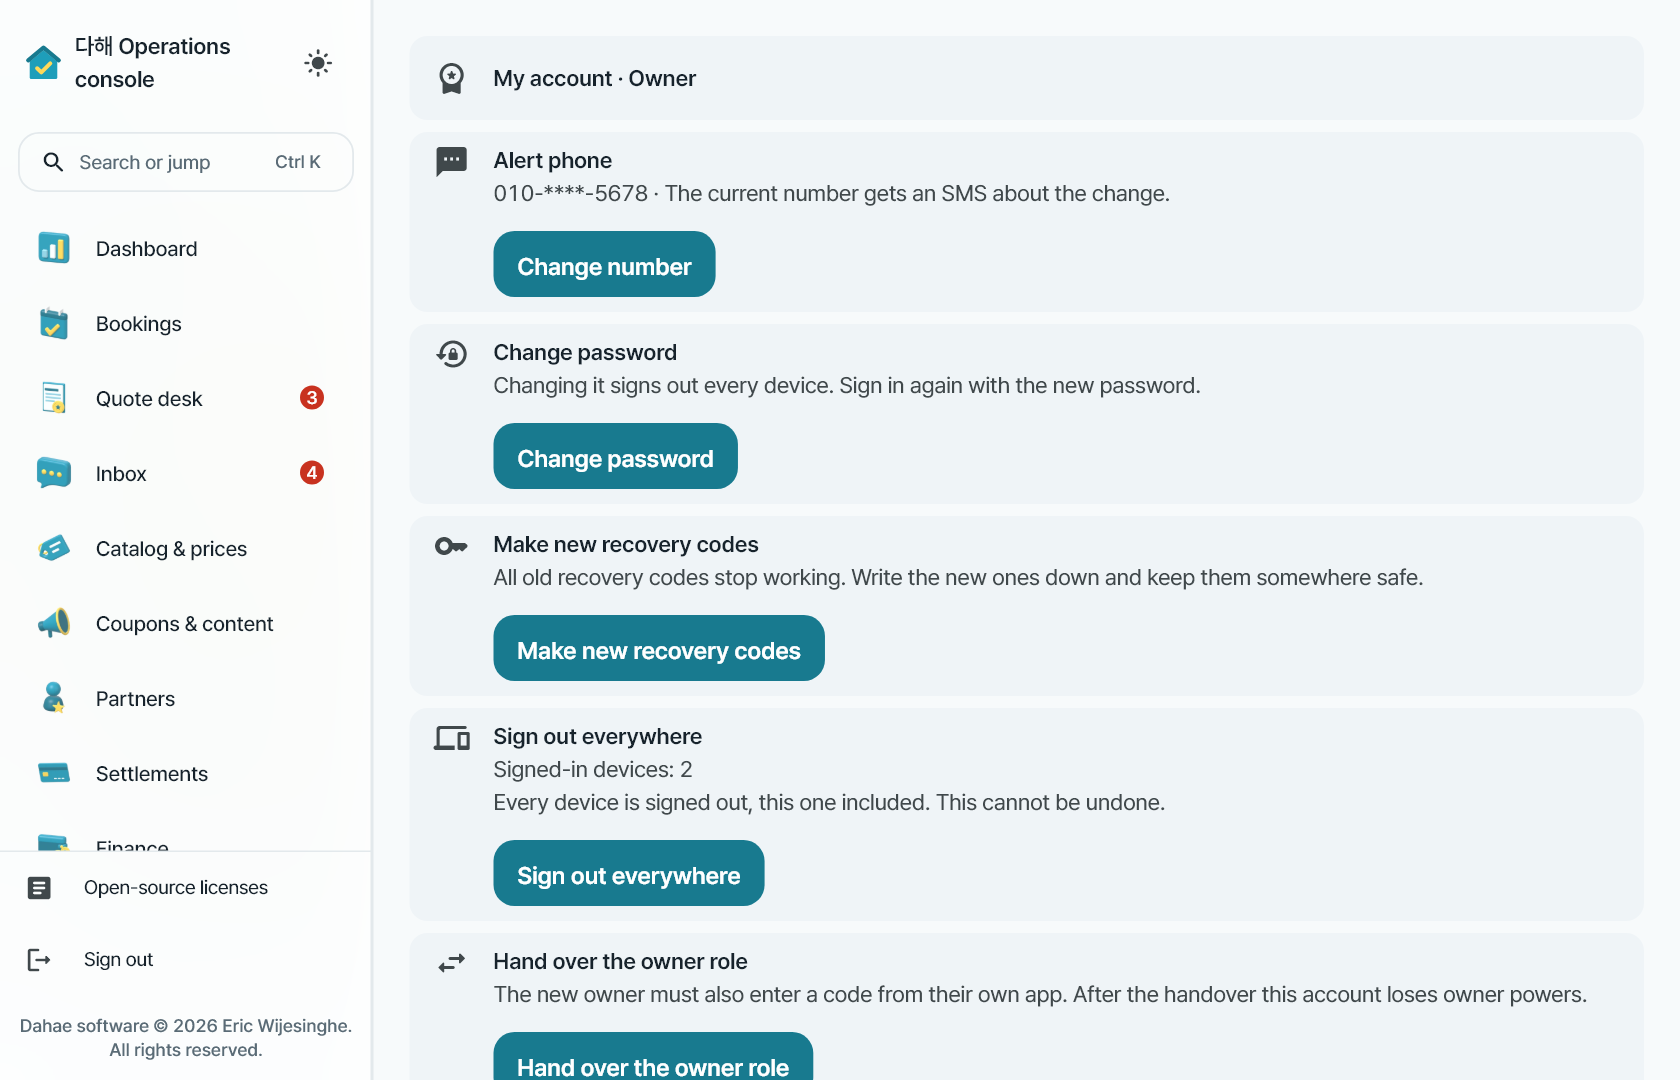 다해 Operations
console
Search or jump Ctrl K
Dashboard
Bookings
Quote desk 3
Inbox 4
Catalog & prices
Coupons & content
Partners
Settlements
Finance
Open-source licenses
Sign out
Dahae software © 2026 Eric Wijesinghe.
All rights reserved.
My account · Owner
Alert phone
010-****-5678 · The current number gets an SMS about the change.
Change number
Change password
Changing it signs out every device. Sign in again with the new password.
Change password
Make new recovery codes
All old recovery codes stop working. Write the new ones down and keep them somewhere safe.
Make new recovery codes
Sign out everywhere
Signed-in devices: 2
Every device is signed out, this one included. This cannot be undone.
Sign out everywhere
Hand over the owner role
The new owner must also enter a code from their own app. After the handover this account loses owner powers.
Hand over the owner role